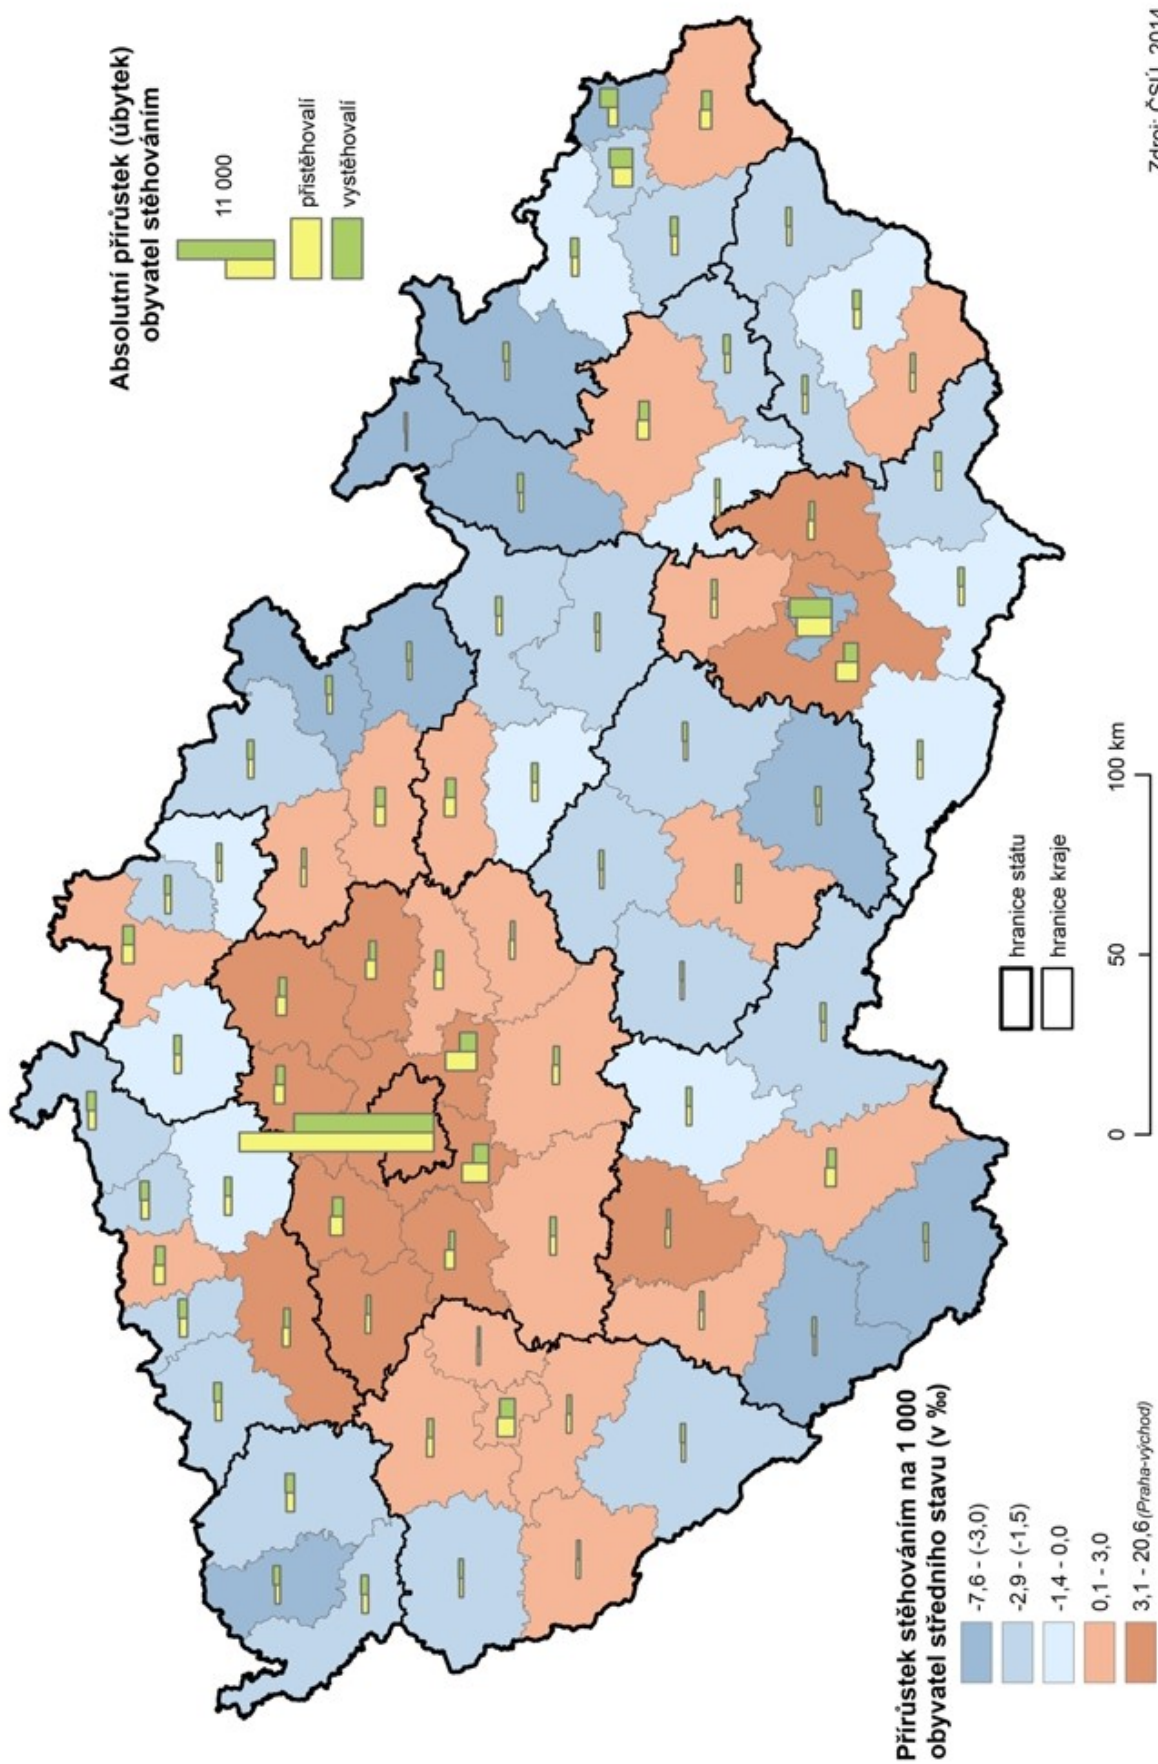 Absolutní přírůstek (úbytek)
obyvatel stěhováním
11 000
přistěhovalí
vystěhovalí
Přírůstek stěhováním na 1 000
obyvatel středního stavu (v ‰)
-7,6 - (-3,0)
-2,9 - (-1,5)
-1,4 - 0,0
0,1 - 3,0
3,1 - 20,6 (Praha-východ)
hranice státu
hranice kraje
0 50 100 km
Zdroj: ČSÚ, 2014